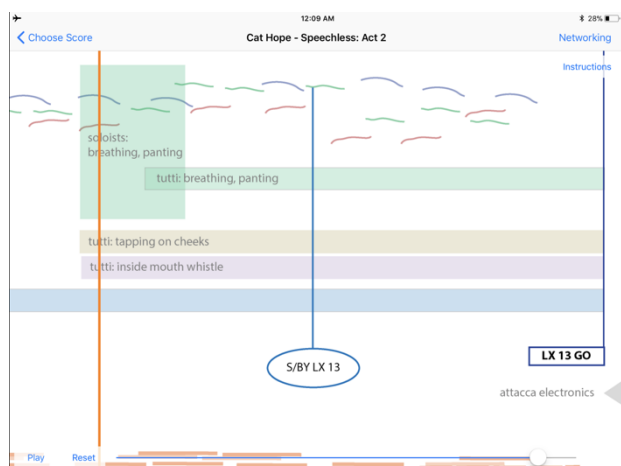 12:09 AM
28%
Choose Score
Cat Hope - Speechless: Act 2
Networking
Instructions
soloists:
breathing, panting
tutti: breathing, panting
tutti: tapping on cheeks
tutti: inside mouth whistle
LX 13 GO
S/BY LX 13
attacca electronics
Play
Reset